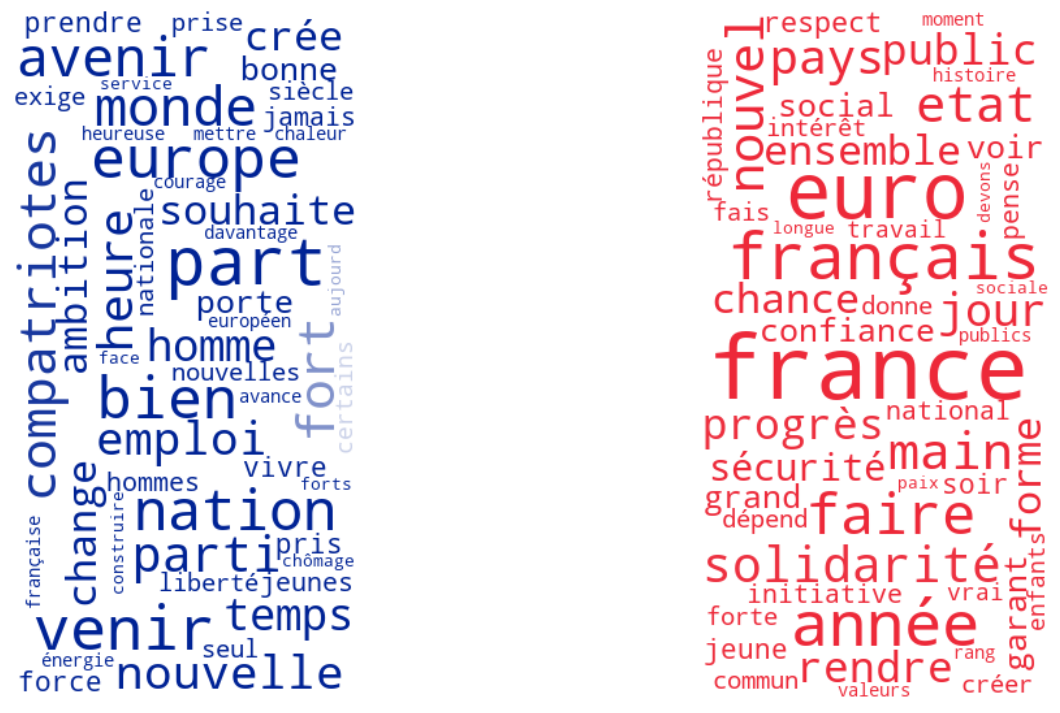 prendre
prise
crée
avenir
bonne
service
siècle
exige
monde
jamais
heureuse
mettre
chaleur
europe
compatriotes
courage
ambition
nationale
souhaite
heure
davantage
part
aujourd
porte
européen
fort
homme
face
nouvelles
certains
bien
avance
emploi
vivre
change
hommes
forts
construire
nation
française
parti
pris
chômage
liberté
jeunes
venir
temps
seul
énergie
force
nouvelle
respect
moment
nouvel
pays
public
république
histoire
social
etat
intérêt
ensemble
voir
euro
devons
pense
fais
longue
travail
français
sociale
chance
donne
jour
confiance
publics
france
national
progrès
main
forme
sécurité
paix
soir
grand
dépend
faire
solidarité
enfants
initiative
vrai
garant
forte
année
jeune
rendre
rang
commun
valeurs
créer